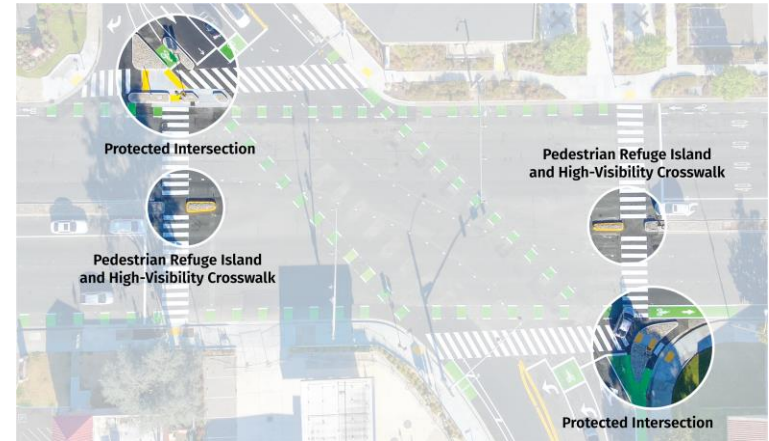 Protected Intersection
Pedestrian Refuge Island
and High-Visibility Crosswalk
Pedestrian Refuge Island
and High-Visibility Crosswalk
Protected Intersection